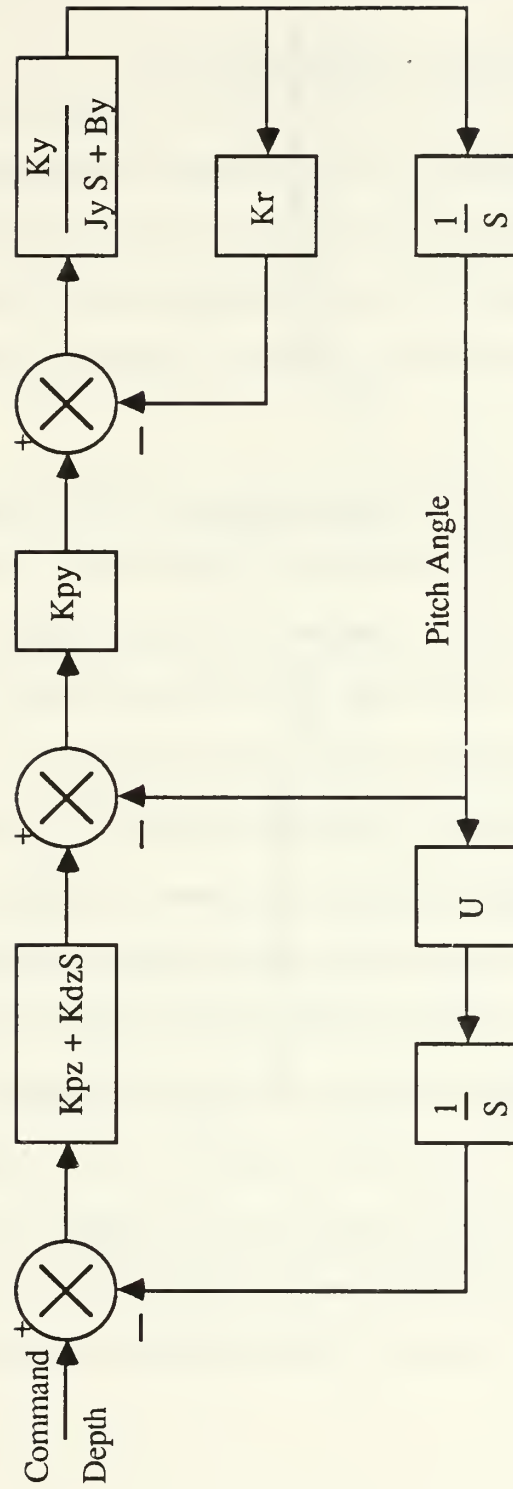 Command
Depth
+
−
Kpz + KdzS
+
−
Kpy
+
−
Ky
Jy S + By
Kr
1
S
Pitch Angle
U
1
S